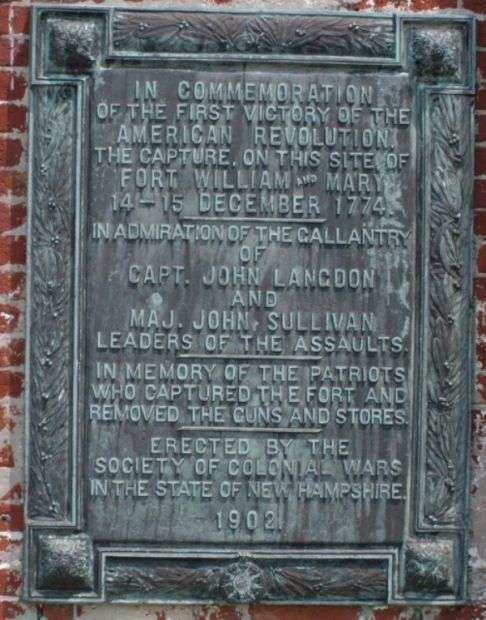 IN COMMEMORATION
OF THE FIRST VICTORY OF THE
AMERICAN REVOLUTION.
THE CAPTURE, ON THIS SITE, OF
FORT WILLIAM AND MARY
14–15 DECEMBER 1774.
IN ADMIRATION OF THE GALLANTRY
OF
CAPT. JOHN LANGDON
AND
MAJ. JOHN SULLIVAN
LEADERS OF THE ASSAULTS.
IN MEMORY OF THE PATRIOTS
WHO CAPTURED THE FORT AND
REMOVED THE GUNS AND STORES.
ERECTED BY THE
SOCIETY OF COLONIAL WARS
IN THE STATE OF NEW HAMPSHIRE.
1902.